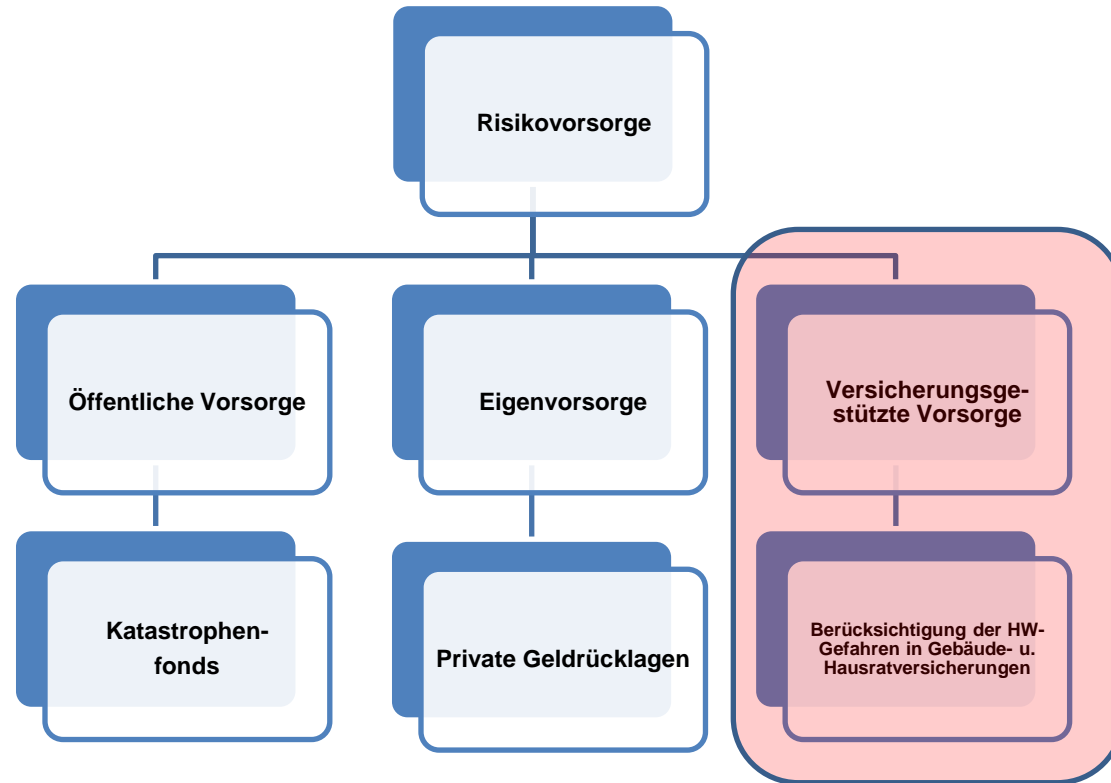 Risikovorsorge
Öffentliche Vorsorge
Eigenvorsorge
Versicherungsge-
stützte Vorsorge
Katastrophen-
fonds
Private Geldrücklagen
Berücksichtigung der HW-
Gefahren in Gebäude- u.
Hausratversicherungen